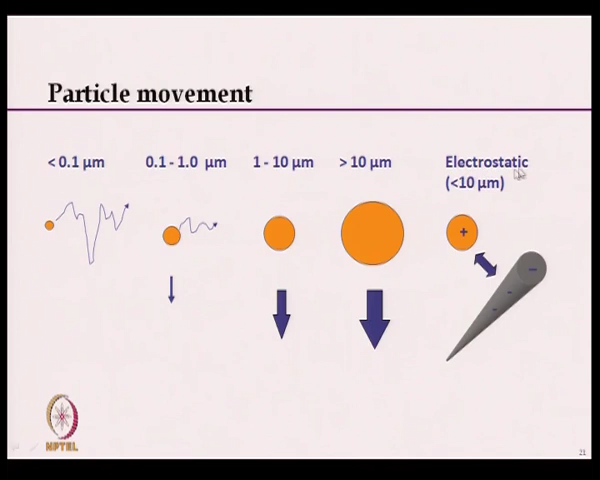 Particle movement
< 0.1 µm
0.1 - 1.0 µm
1 - 10 µm
> 10 µm
Electrostatic
(<10 µm)
+
−
-
-
NPTEL
21